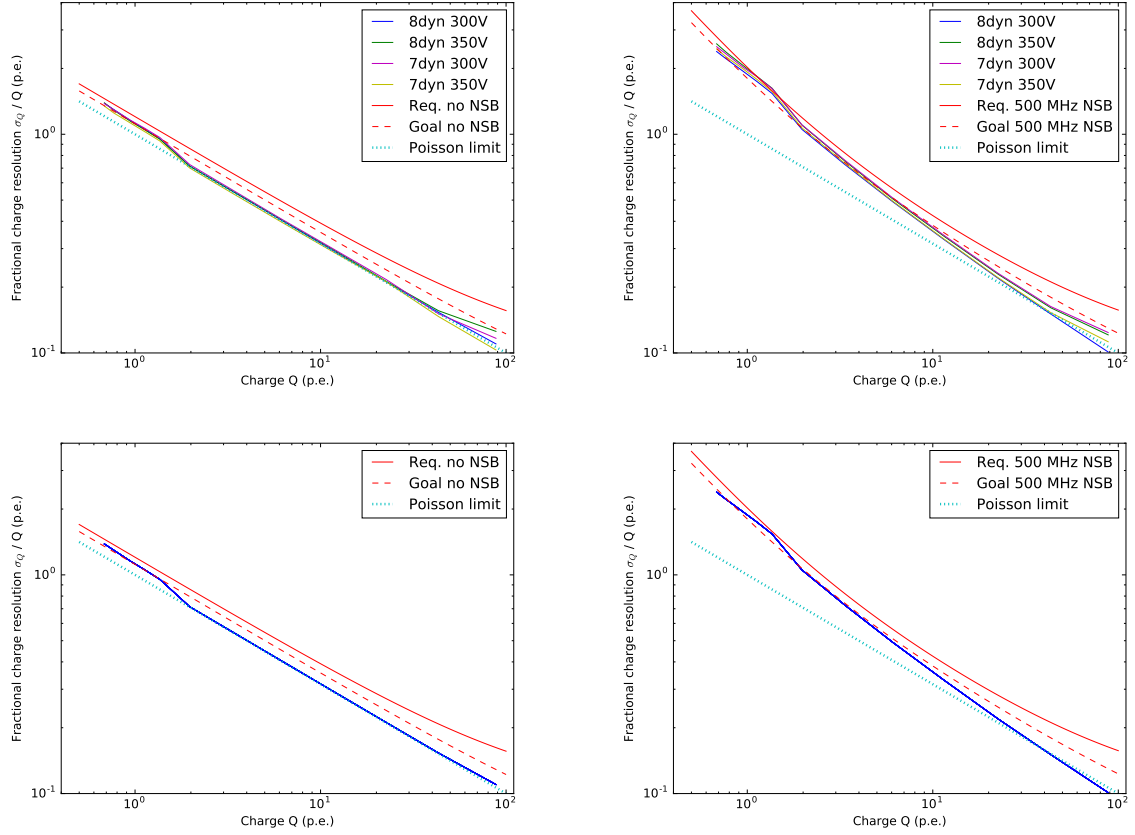 8dyn 300V
8dyn 350V
7dyn 300V
7dyn 350V
Req. no NSB
Goal no NSB
Poisson limit
Fractional charge resolution σ_Q / Q (p.e.)
10^0
10^-1
10^0
10^1
10^2
Charge Q (p.e.)
8dyn 300V
8dyn 350V
7dyn 300V
7dyn 350V
Req. 500 MHz NSB
Goal 500 MHz NSB
Poisson limit
Fractional charge resolution σ_Q / Q (p.e.)
10^0
10^-1
10^0
10^1
10^2
Charge Q (p.e.)
Req. no NSB
Goal no NSB
Poisson limit
Fractional charge resolution σ_Q / Q (p.e.)
10^0
10^-1
10^0
10^1
10^2
Charge Q (p.e.)
Req. 500 MHz NSB
Goal 500 MHz NSB
Poisson limit
Fractional charge resolution σ_Q / Q (p.e.)
10^0
10^-1
10^0
10^1
10^2
Charge Q (p.e.)